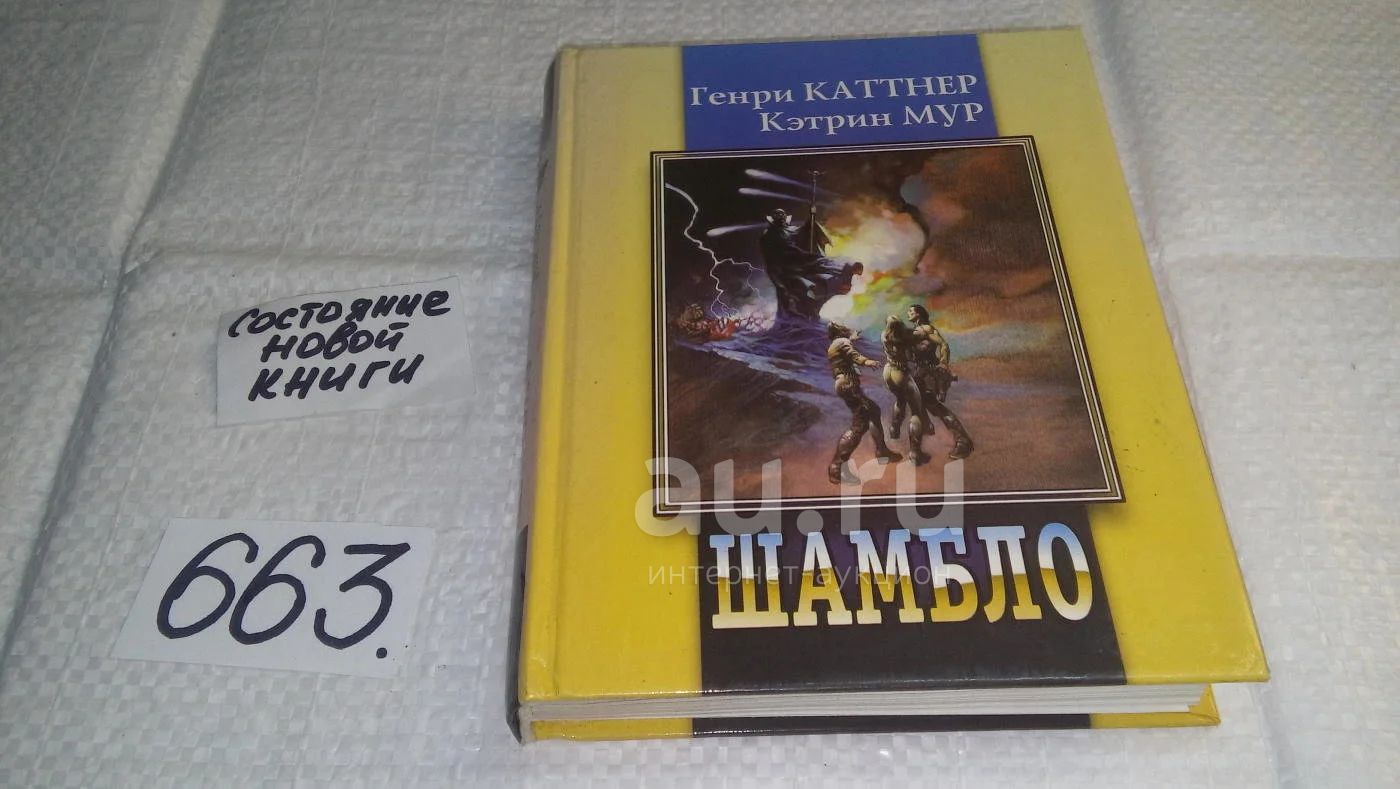 Генри КАТТНЕР
Кэтрин МУР
состояние
новой
книги
663.
au.ru
интернет-аукцион
ШАМБЛО